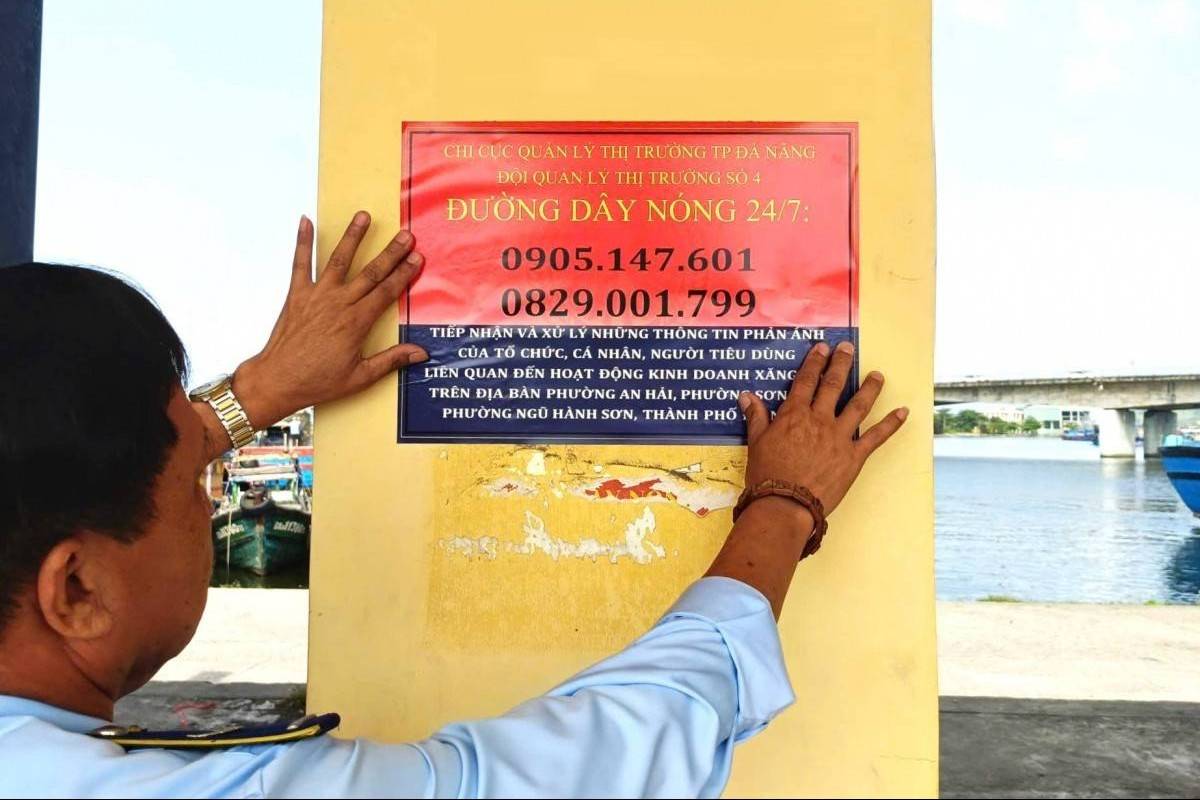 CHI CỤC QUẢN LÝ THỊ TRƯỜNG TP ĐÀ NẴNG
ĐỘI QUẢN LÝ THỊ TRƯỜNG SỐ 4
ĐƯỜNG DÂY NÓNG 24/7:
0905.147.601
0829.001.799
TIẾP NHẬN VÀ XỬ LÝ NHỮNG THÔNG TIN PHẢN ÁNH
CỦA TỔ CHỨC, CÁ NHÂN, NGƯỜI TIÊU DÙNG
LIÊN QUAN ĐẾN HOẠT ĐỘNG KINH DOANH XĂNG
TRÊN ĐỊA BÀN PHƯỜNG AN HẢI, PHƯỜNG SƠN
PHƯỜNG NGŨ HÀNH SƠN, THÀNH PHỐ